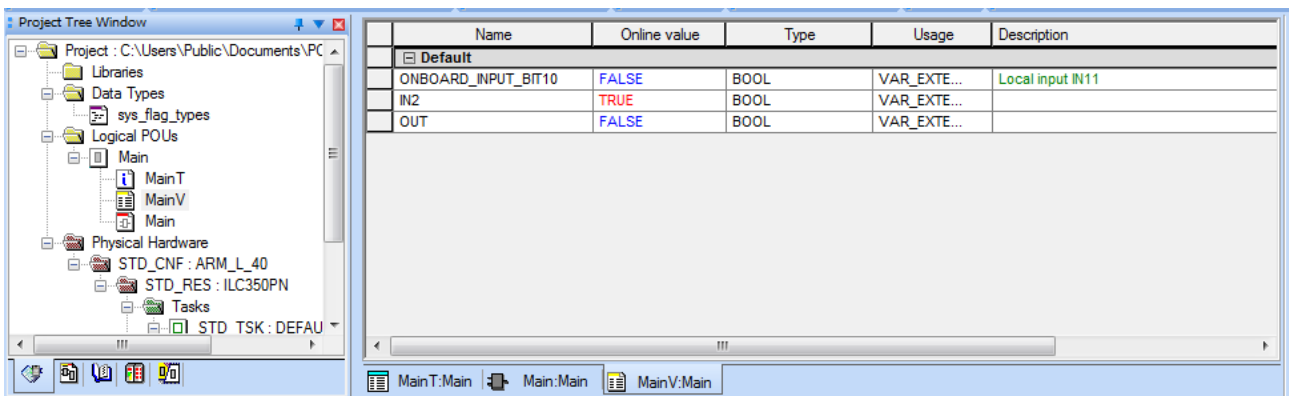 Project Tree Window
Project : C:\Users\Public\Documents\PC
Libraries
Data Types
sys_flag_types
Logical POUs
Main
MainT
MainV
Main
Physical Hardware
STD_CNF : ARM_L_40
STD_RES : ILC350PN
Tasks
STD_TSK : DEFAU
Name Online value Type Usage Description
Default
ONBOARD_INPUT_BIT10 FALSE BOOL VAR_EXTE... Local input IN11
IN2 TRUE BOOL VAR_EXTE...
OUT FALSE BOOL VAR_EXTE...
MainT:Main Main:Main MainV:Main